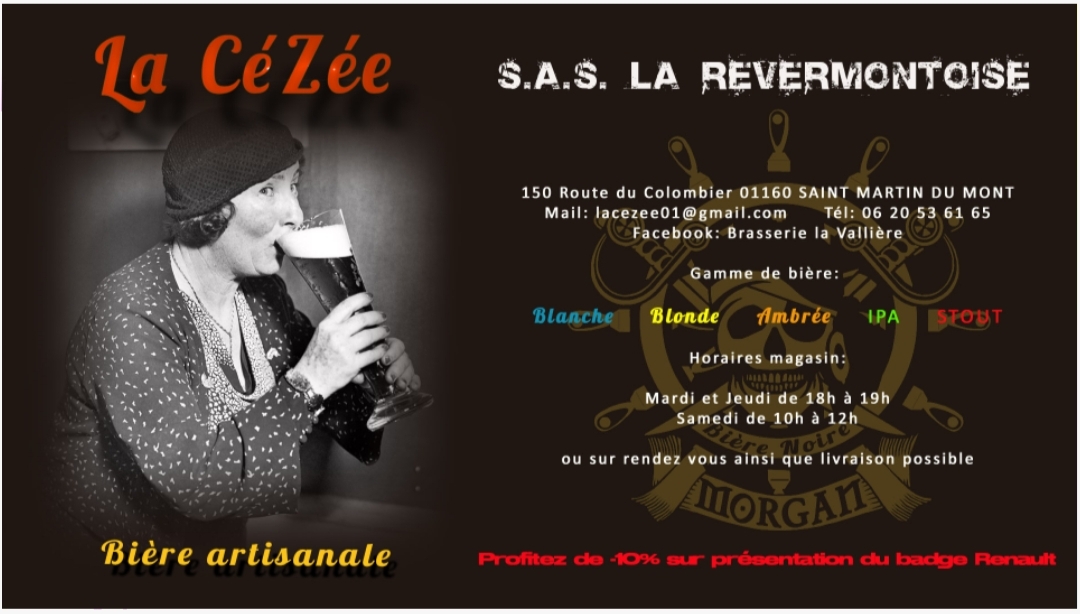 La CéZée
Bière artisanale
S.A.S. LA REVERMONTOISE
150 Route du Colombier 01160 SAINT MARTIN DU MONT
Mail: lacezee01@gmail.com Tél: 06 20 53 61 65
Facebook: Brasserie la Vallière
Gamme de bière:
Blanche Blonde Ambrée IPA STOUT
Horaires magasin:
Mardi et Jeudi de 18h à 19h
Samedi de 10h à 12h
Bière Noire
ou sur rendez vous ainsi que livraison possible
MORGAN
Profitez de -10% sur présentation du badge Renault